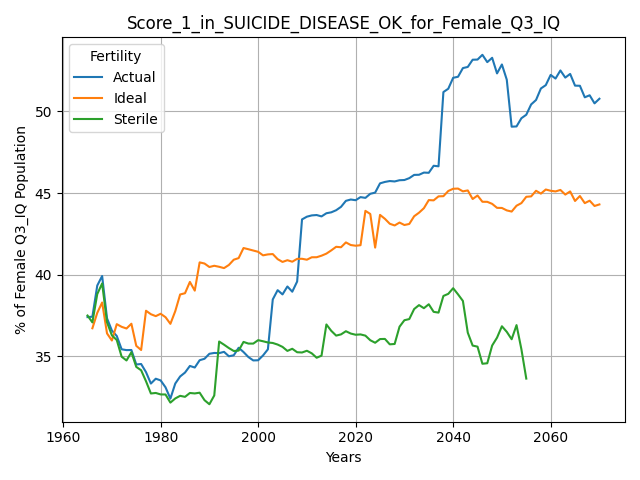 Score_1_in_SUICIDE_DISEASE_OK_for_Female_Q3_IQ
Fertility
Actual
Ideal
Sterile
% of Female Q3_IQ Population
50
45
40
35
1960
1980
2000
2020
2040
2060
Years